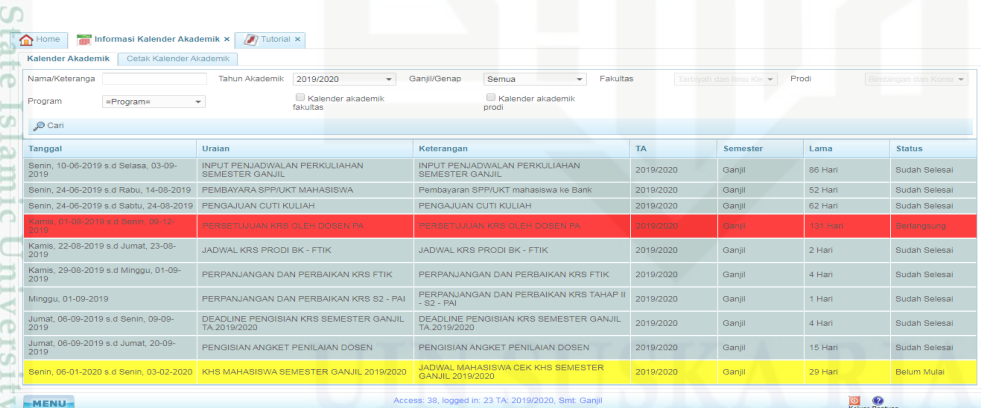 Home Informasi Kalender Akademik × Tutorial ×
Kalender Akademik Cetak Kalender Akademik
Nama/Keteranga Tahun Akademik 2019/2020 Ganjil/Genap Semua Fakultas Dakwah dan Ilmu Prodi Bimbingan dan
Program =Program= Kalender akademik fakultas Kalender akademik prodi
Cari
Tanggal Uraian Keterangan TA Semester Lama Status
Senin, 10-06-2019 s.d Selasa, 03-09- INPUT PENJADWALAN PERKULIAHAN INPUT PENJADWALAN PERKULIAHAN
2019 SEMESTER GANJIL SEMESTER GANJIL 2019/2020 Ganjil 86 Hari Sudah Selesai
Senin, 24-06-2019 s.d Rabu, 14-08-2019 PEMBAYARA SPP/UKT MAHASISWA Pembayaran SPP/UKT mahasiswa ke Bank 2019/2020 Ganjil 52 Hari Sudah Selesai
Senin, 24-06-2019 s.d Sabtu, 24-08-2019 PENGAJUAN CUTI KULIAH PENGAJUAN CUTI KULIAH 2019/2020 Ganjil 62 Hari Sudah Selesai
Kamis, 01-08-2019 s.d Senin, 09-12-
2019 PERSETUJUAN KRS OLEH DOSEN PA PERSETUJUAN KRS OLEH DOSEN PA 2019/2020 Ganjil 131 Hari Berlangsung
Kamis, 22-08-2019 s.d Jumat, 23-08-
2019 JADWAL KRS PRODI BK - FTIK JADWAL KRS PRODI BK - FTIK 2019/2020 Ganjil 2 Hari Sudah Selesai
Kamis, 29-08-2019 s.d Minggu, 01-09-
2019 PERPANJANGAN DAN PERBAIKAN KRS FTIK PERPANJANGAN DAN PERBAIKAN KRS FTIK 2019/2020 Ganjil 4 Hari Sudah Selesai
Minggu, 01-09-2019 PERPANJANGAN DAN PERBAIKAN KRS S2 - PAI PERPANJANGAN DAN PERBAIKAN KRS TAHAP II
- S2 - PAI 2019/2020 Ganjil 1 Hari Sudah Selesai
Jumat, 06-09-2019 s.d Senin, 09-09- DEADLINE PENGISIAN KRS SEMESTER GANJIL DEADLINE PENGISIAN KRS SEMESTER GANJIL
2019 TA.2019/2020 TA.2019/2020 2019/2020 Ganjil 4 Hari Sudah Selesai
Jumat, 06-09-2019 s.d Jumat, 20-09-
2019 PENGISIAN ANGKET PENILAIAN DOSEN PENGISIAN ANGKET PENILAIAN DOSEN 2019/2020 Ganjil 15 Hari Sudah Selesai
Senin, 06-01-2020 s.d Senin, 03-02-2020 KHS MAHASISWA SEMESTER GANJIL 2019/2020 JADWAL MAHASISWA CEK KHS SEMESTER
GANJIL 2019/2020 2019/2020 Ganjil 29 Hari Belum Mulai
MENU Access: 38, logged in: 23 TA: 2019/2020, Smt: Ganjil
State Islamic University